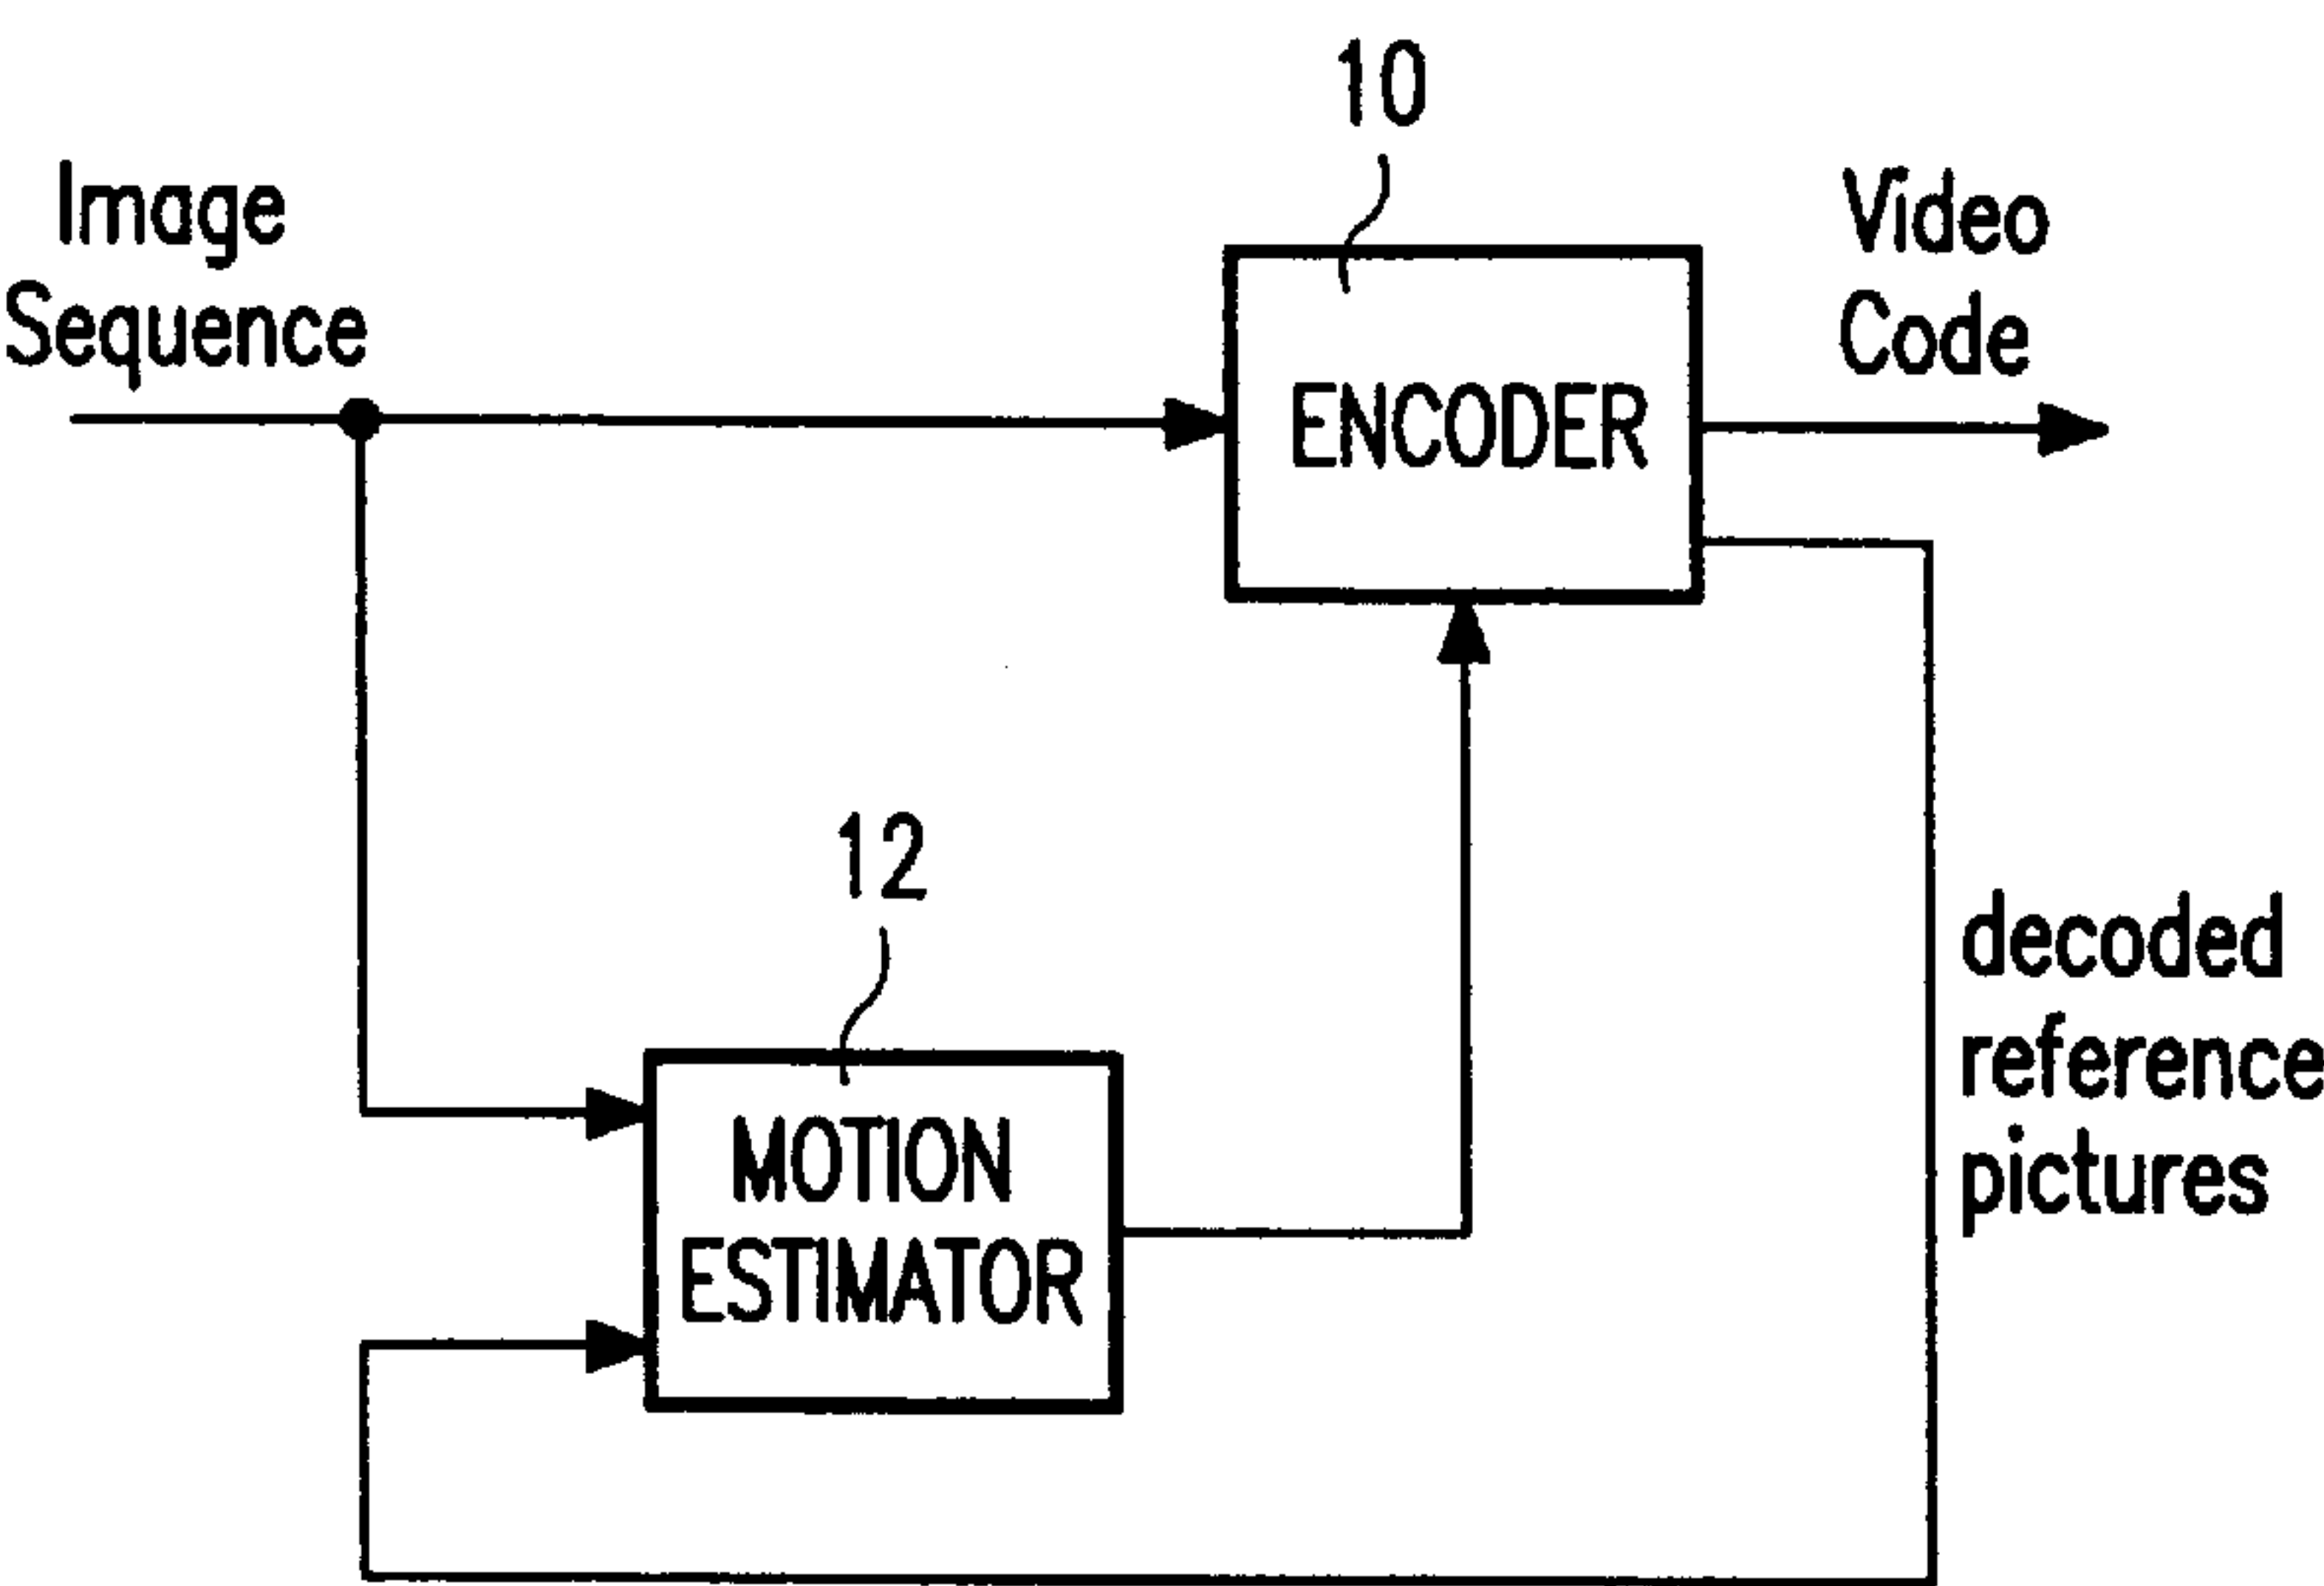 10
Image
Sequence
Video
Code
ENCODER
12
decoded
reference
pictures
MOTION
ESTIMATOR